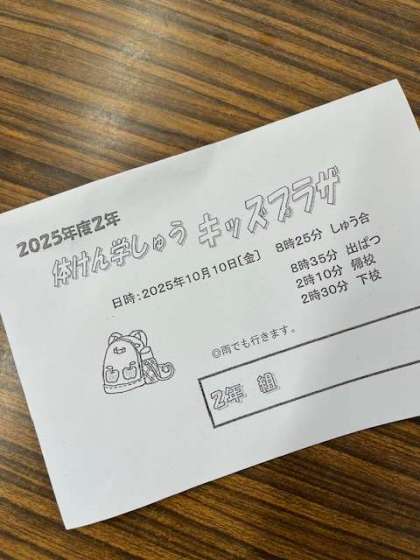 2025年度2年
体けん学しゅう キッズプラザ
日時：2025年10月10日[金] 8時25分 しゅう合
8時35分 出ぱつ
2時10分 帰校
2時30分 下校
◎雨でも行きます。
2年 組